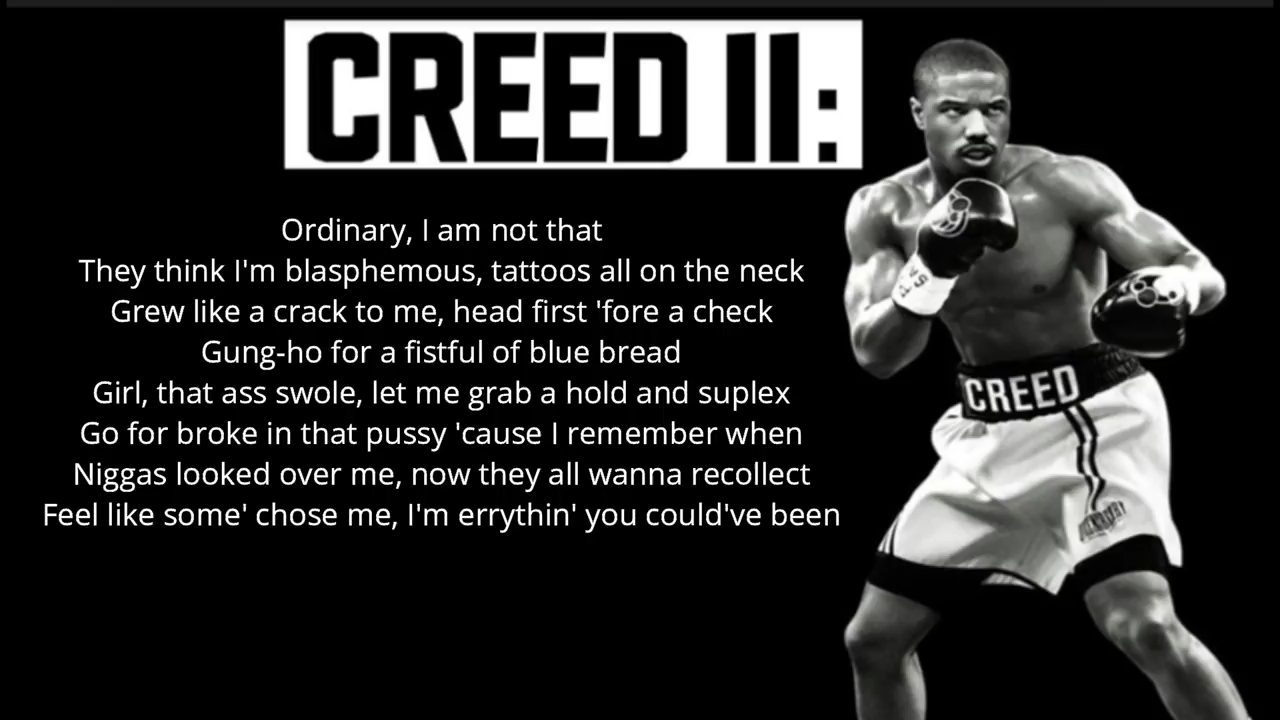 CREED II:
Ordinary, I am not that
They think I'm blasphemous, tattoos all on the neck
Grew like a crack to me, head first 'fore a check
Gung-ho for a fistful of blue bread
Girl, that ass swole, let me grab a hold and suplex
Go for broke in that pussy 'cause I remember when
Niggas looked over me, now they all wanna recollect
Feel like some' chose me, I'm errythin' you could've been
CREED